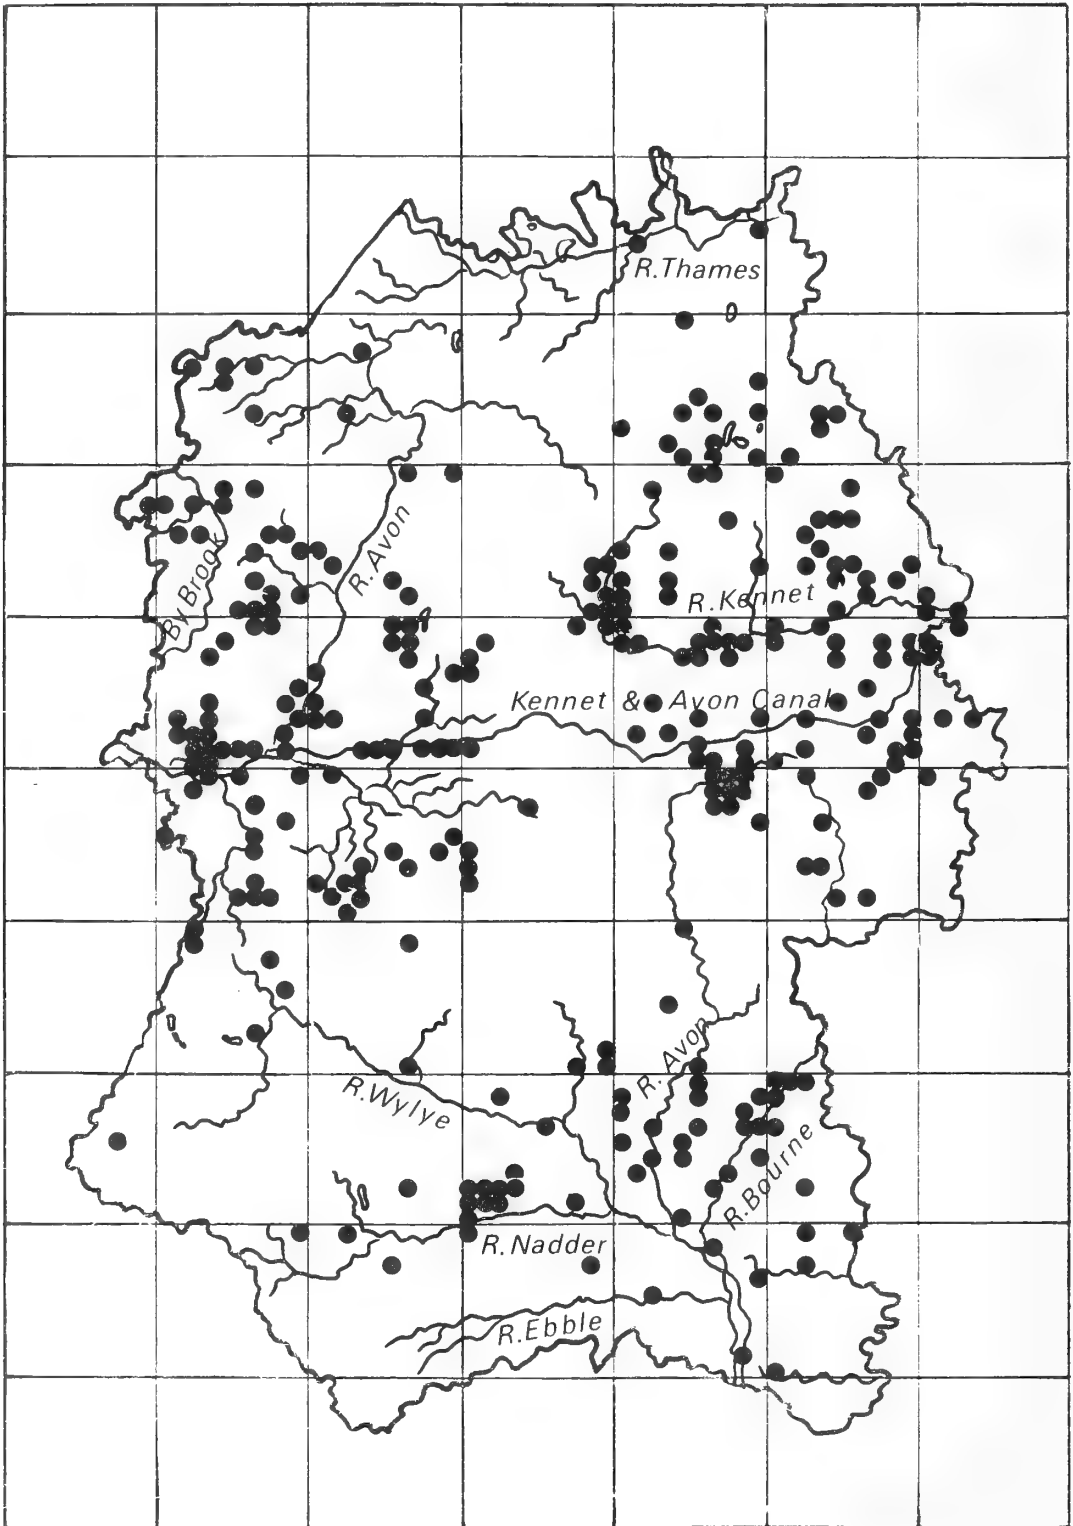 R.Thames
R.Avon
By Brook
R.Kennet
Kennet & Avon Canal
R.Avon
R.Wylye
R.Bourne
R.Nadder
R.Ebble